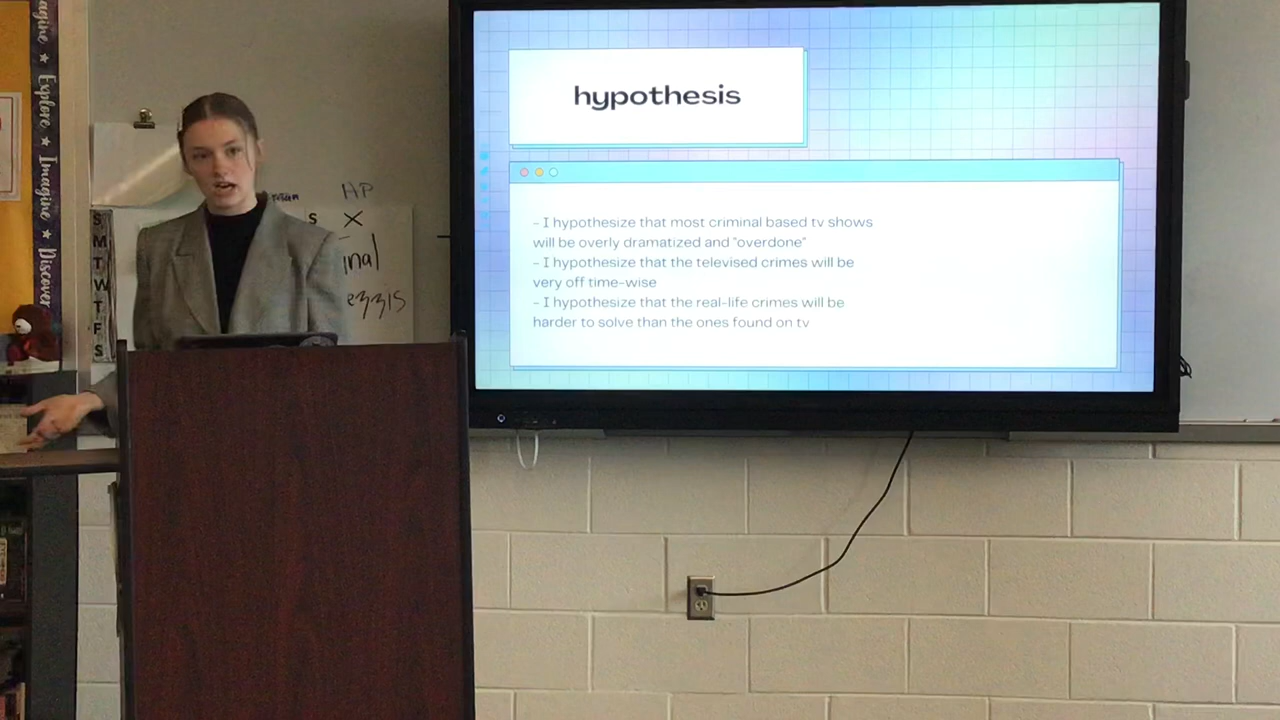 agine ★ Explore ★ Imagine ★ Discover
S
M
T
W
T
F
S
HP
S X
inal
hypothesis
- I hypothesize that most criminal based tv shows
will be overly dramatized and "overdone"
- I hypothesize that the televised crimes will be
very off time-wise
- I hypothesize that the real-life crimes will be
harder to solve than the ones found on tv